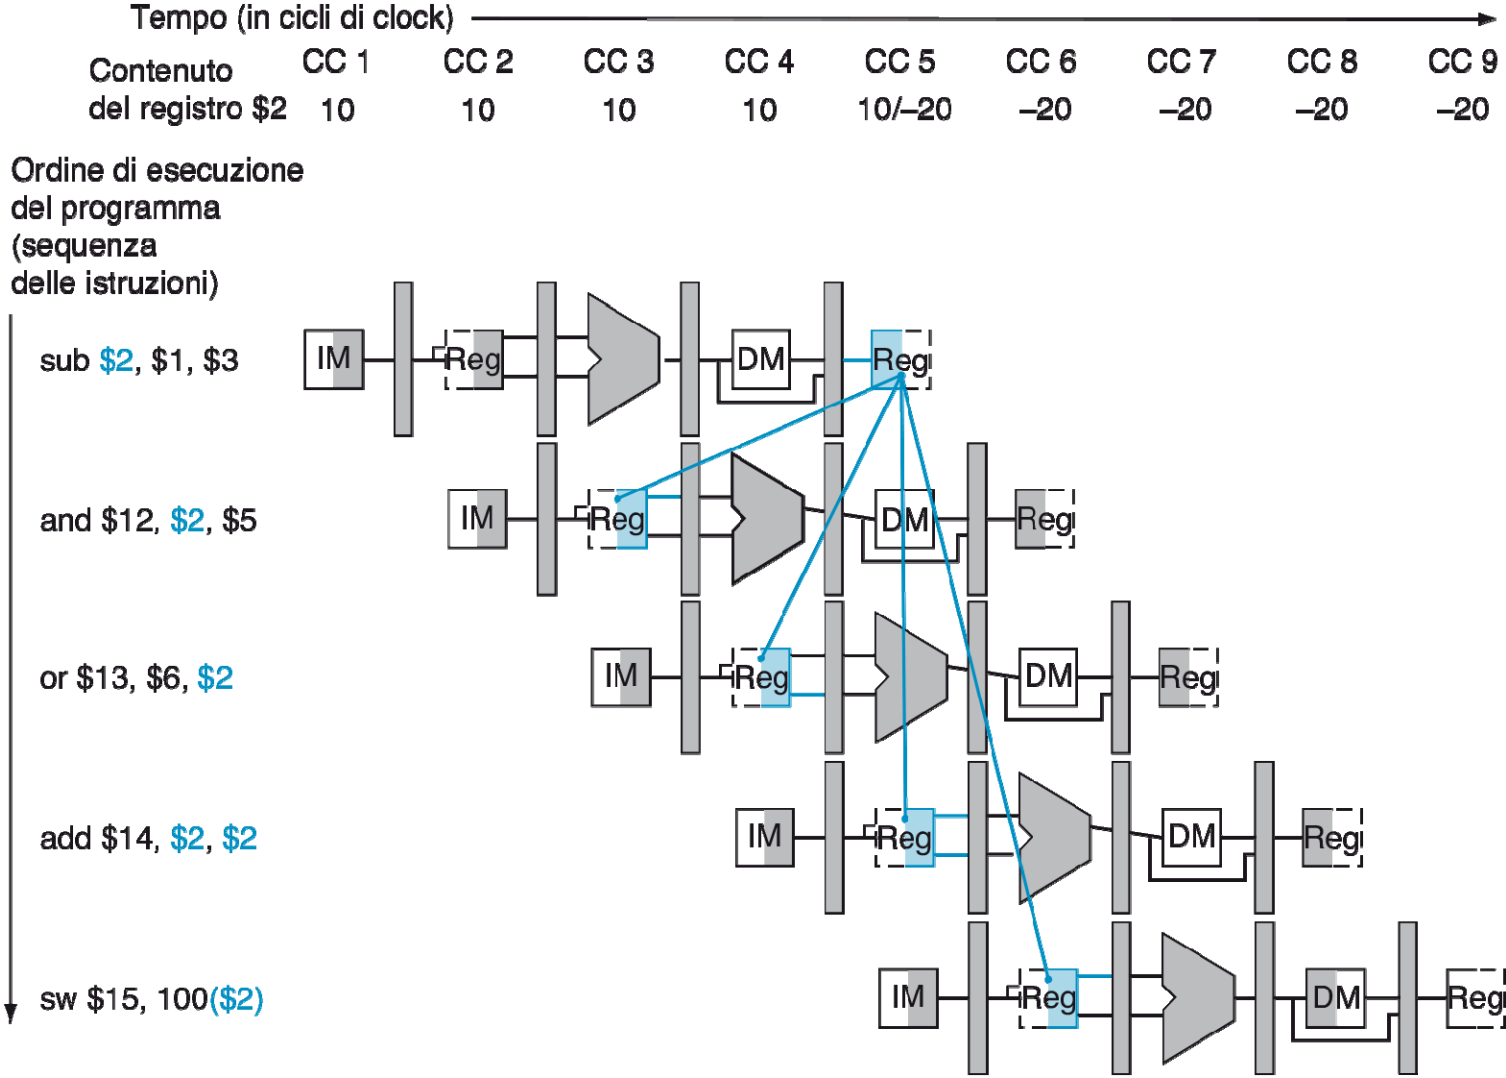 Tempo (in cicli di clock)
CC 1 CC 2 CC 3 CC 4 CC 5 CC 6 CC 7 CC 8 CC 9
Contenuto
del registro $2 10 10 10 10 10/–20 –20 –20 –20 –20
Ordine di esecuzione
del programma
(sequenza
delle istruzioni)
sub $2, $1, $3 IM Reg DM Reg
and $12, $2, $5 IM Reg DM Reg
or $13, $6, $2 IM Reg DM Reg
add $14, $2, $2 IM Reg DM Reg
sw $15, 100($2) IM Reg DM Reg